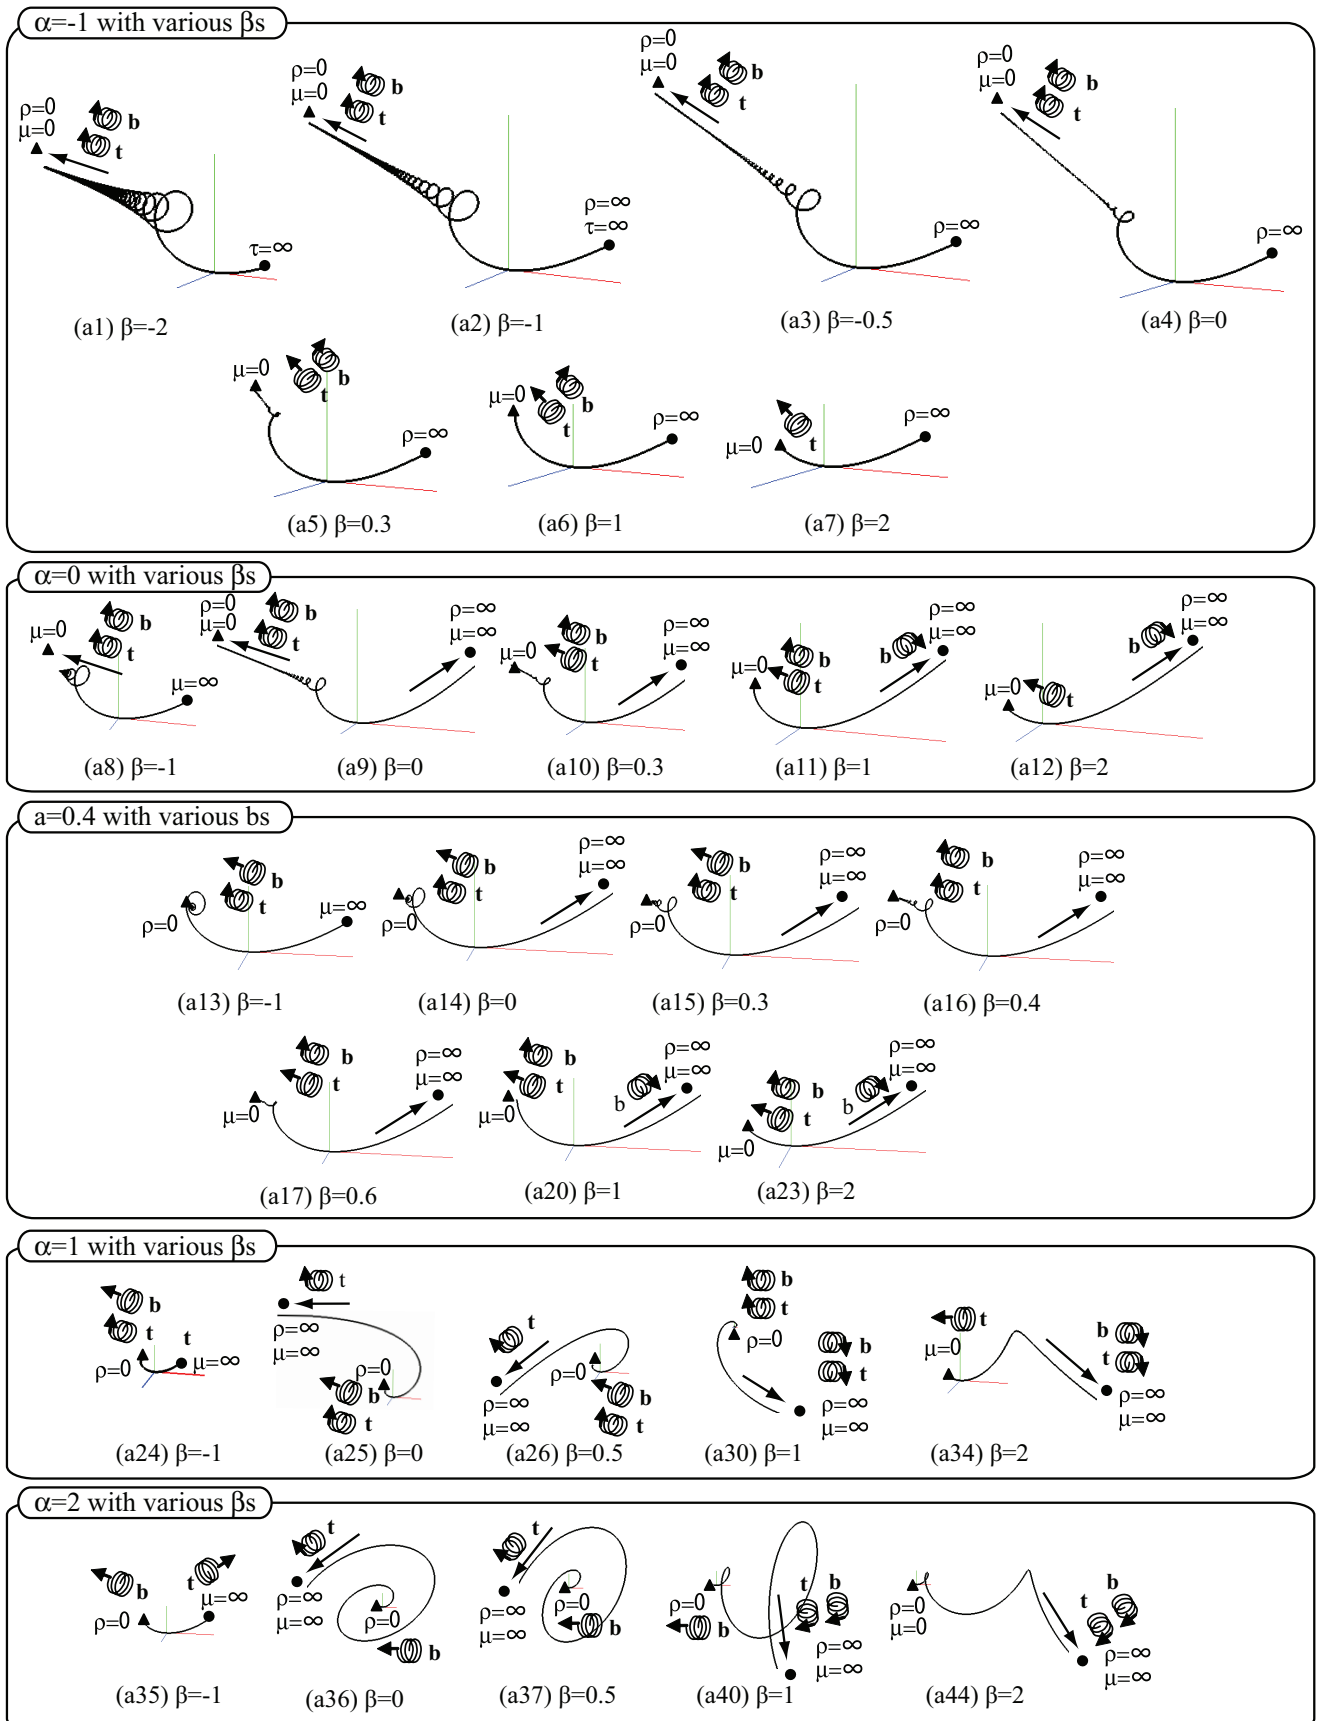 α=-1 with various βs
ρ=0
μ=0
b
t
τ=∞
(a1) β=-2
ρ=0
μ=0
b
t
ρ=∞
τ=∞
(a2) β=-1
ρ=0
μ=0
b
t
ρ=∞
(a3) β=-0.5
ρ=0
μ=0
b
t
ρ=∞
(a4) β=0
μ=0
b
t
ρ=∞
(a5) β=0.3
μ=0
b
t
ρ=∞
(a6) β=1
μ=0
t
ρ=∞
(a7) β=2
α=0 with various βs
μ=0
b
t
μ=∞
(a8) β=-1
ρ=0
μ=0
b
t
ρ=∞
μ=∞
(a9) β=0
μ=0
b
t
ρ=∞
μ=∞
(a10) β=0.3
μ=0
b
t
b
ρ=∞
μ=∞
(a11) β=1
μ=0
t
b
ρ=∞
μ=∞
(a12) β=2
a=0.4 with various bs
ρ=0
b
t
μ=∞
(a13) β=-1
ρ=0
b
t
ρ=∞
μ=∞
(a14) β=0
ρ=0
b
t
ρ=∞
μ=∞
(a15) β=0.3
ρ=0
b
t
ρ=∞
μ=∞
(a16) β=0.4
μ=0
b
t
ρ=∞
μ=∞
(a17) β=0.6
μ=0
b
t
b
ρ=∞
μ=∞
(a20) β=1
μ=0
b
t
b
ρ=∞
μ=∞
(a23) β=2
α=1 with various βs
b
t
ρ=0
t
μ=∞
(a24) β=-1
t
ρ=∞
μ=∞
ρ=0
b
t
(a25) β=0
t
ρ=∞
μ=∞
ρ=0
b
t
(a26) β=0.5
b
t
ρ=0
b
t
ρ=∞
μ=∞
(a30) β=1
t
μ=0
b
t
ρ=∞
μ=∞
(a34) β=2
α=2 with various βs
b
ρ=0
t
μ=∞
(a35) β=-1
t
ρ=∞
μ=∞
ρ=0
b
(a36) β=0
t
ρ=∞
μ=∞
ρ=0
b
(a37) β=0.5
ρ=0
b
t
b
ρ=∞
μ=∞
(a40) β=1
ρ=0
μ=0
t
b
ρ=∞
μ=∞
(a44) β=2